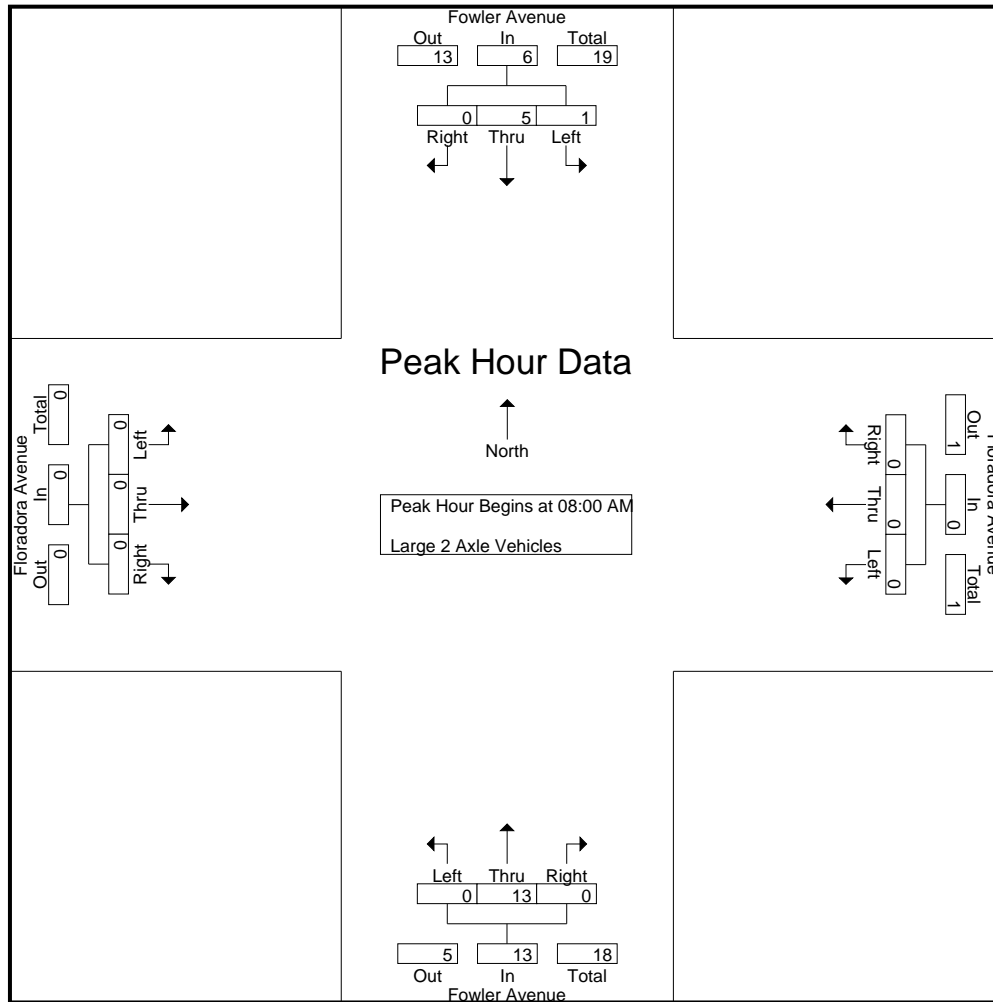 Fowler Avenue
Out In Total
13 6 19
0 5 1
Right Thru Left
Peak Hour Data
North
Peak Hour Begins at 08:00 AM
Large 2 Axle Vehicles
Floradora Avenue
Total In Out
0 0 0
0 0 0
Left Thru Right
Right Thru Left
0 0 0
1 0 1
Out In Total
Floradora Avenue
Left Thru Right
0 13 0
5 13 18
Out In Total
Fowler Avenue